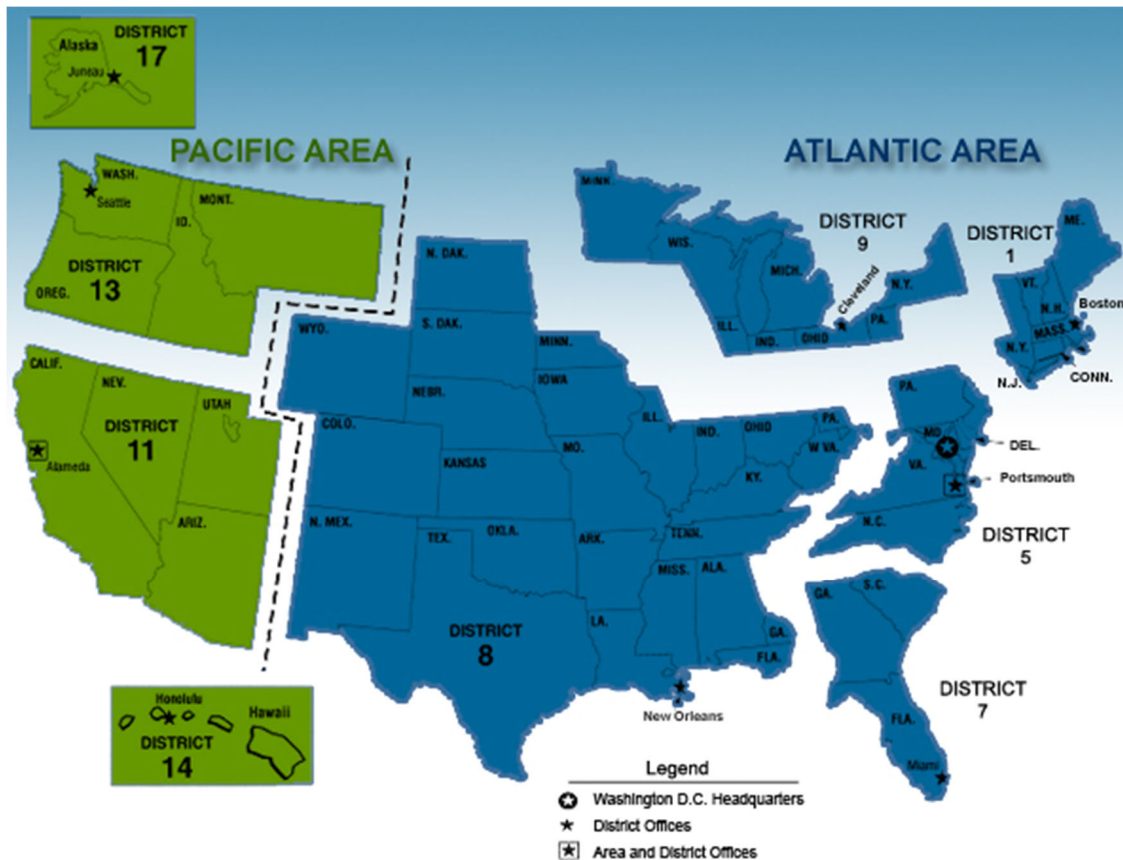 DISTRICT
17
Alaska
Juneau
PACIFIC AREA
ATLANTIC AREA
WASH.
Seattle
ID.
MONT.
DISTRICT
13
OREG.
CALIF.
NEV.
UTAH
DISTRICT
11
Alameda
ARIZ.
Honolulu
Hawaii
DISTRICT
14
N. DAK.
WYO.
S. DAK.
MINN.
NEBR.
IOWA
COLO.
KANSAS
MO.
ILL.
IND.
OHIO
PA.
W VA.
KY.
N. MEX.
TEX.
OKLA.
ARK.
TENN.
MISS.
ALA.
LA.
GA.
FLA.
DISTRICT
8
New Orleans
MINN.
WIS.
MICH.
DISTRICT
9
Cleveland
N.Y.
ILL.
IND.
OHIO
PA.
DISTRICT
1
ME.
VT.
N.H.
Boston
MASS.
N.Y.
N.J.
CONN.
PA.
MD.
DEL.
VA.
Portsmouth
N.C.
DISTRICT
5
GA.
S.C.
DISTRICT
7
FLA.
Miami
Legend
Washington D.C. Headquarters
District Offices
Area and District Offices